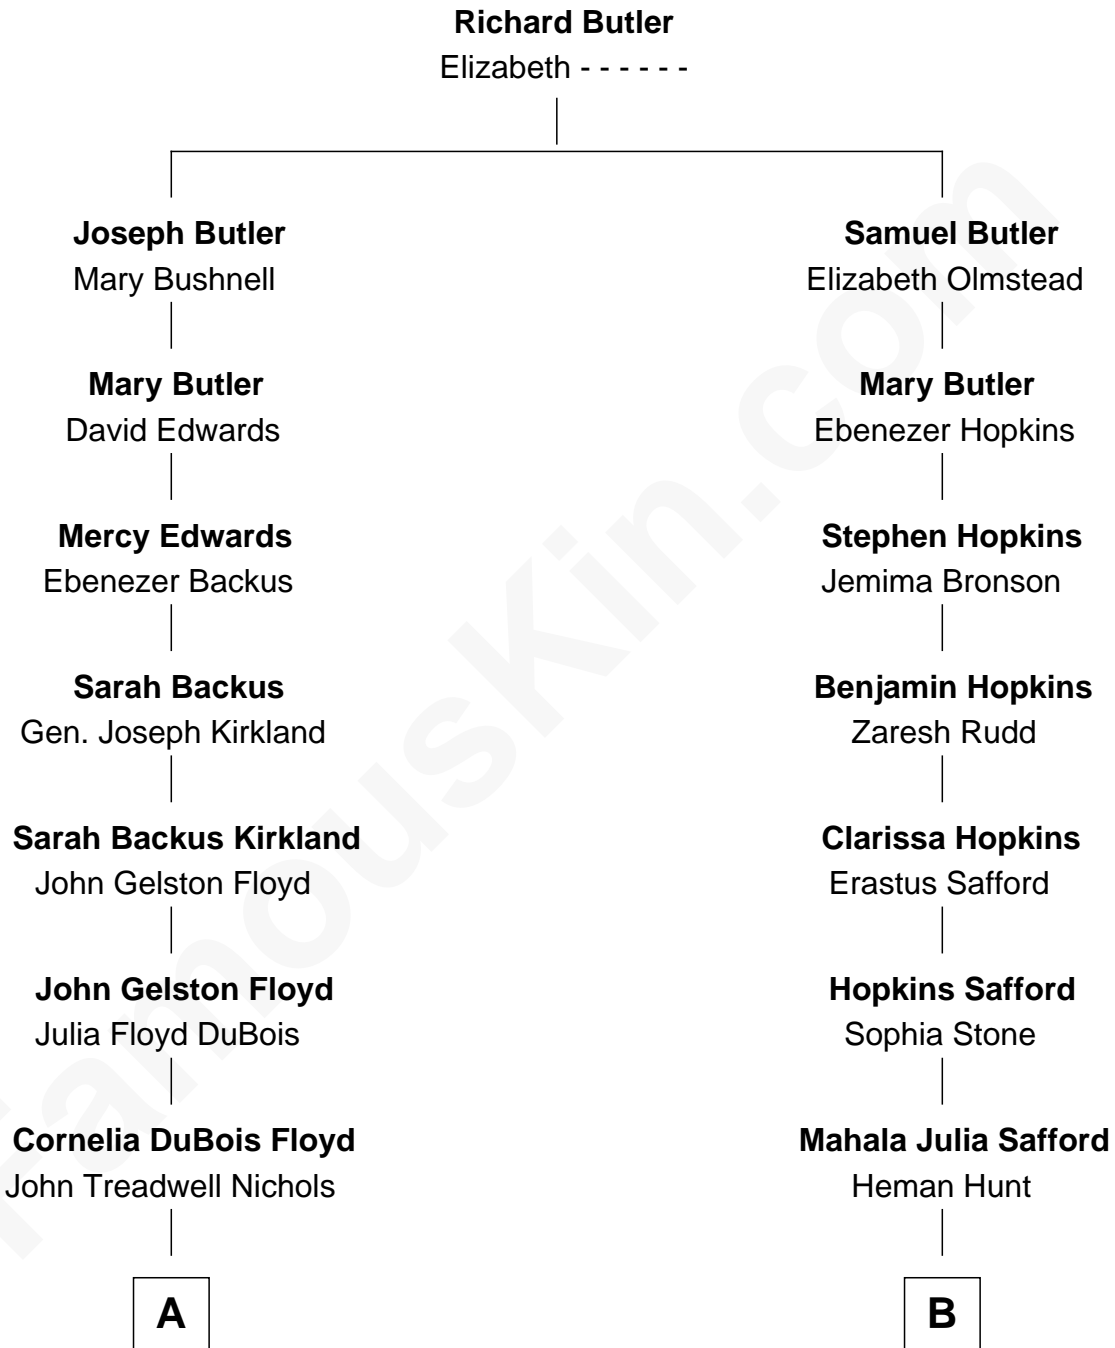 Richard Butler
Elizabeth - - - - - -
Joseph Butler
Mary Bushnell
Samuel Butler
Elizabeth Olmstead
Mary Butler
David Edwards
Mary Butler
Ebenezer Hopkins
Mercy Edwards
Ebenezer Backus
Stephen Hopkins
Jemima Bronson
Sarah Backus
Gen. Joseph Kirkland
Benjamin Hopkins
Zaresh Rudd
Sarah Backus Kirkland
John Gelston Floyd
Clarissa Hopkins
Erastus Safford
John Gelston Floyd
Julia Floyd DuBois
Hopkins Safford
Sophia Stone
Cornelia DuBois Floyd
John Treadwell Nichols
Mahala Julia Safford
Heman Hunt
A
B
FamousKin.com